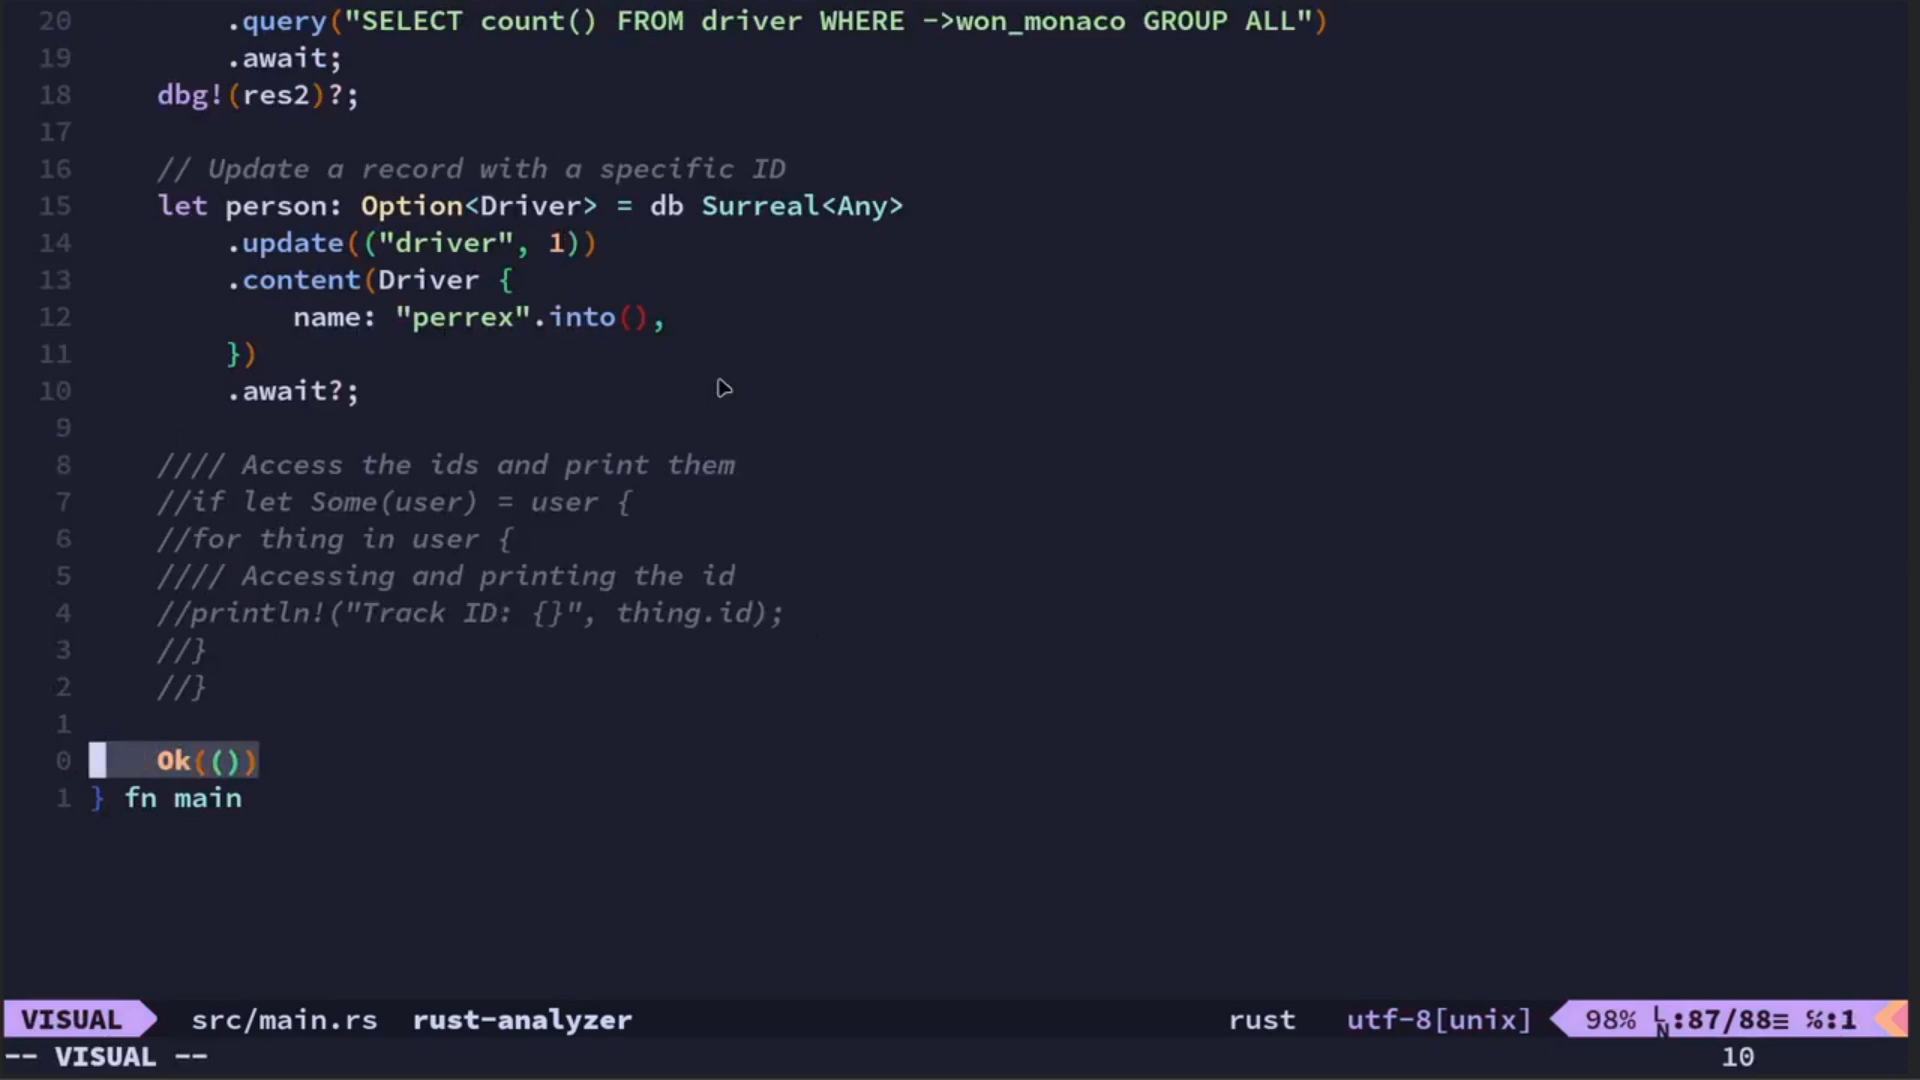 20 .query("SELECT count() FROM driver WHERE ->won_monaco GROUP ALL")
19 .await;
18 dbg!(res2)?;
17
16 // Update a record with a specific ID
15 let person: Option<Driver> = db Surreal<Any>
14 .update(("driver", 1))
13 .content(Driver {
12 name: "perrex".into(),
11 })
10 .await?;
9
8 //// Access the ids and print them
7 //if let Some(user) = user {
6 //for thing in user {
5 //// Accessing and printing the id
4 //println!("Track ID: {}", thing.id);
3 //}
2 //}
1
0 Ok(())
1 } fn main
VISUAL src/main.rs rust-analyzer rust utf-8[unix] 98% LN:87/88≡ ℅:1
-- VISUAL -- 10